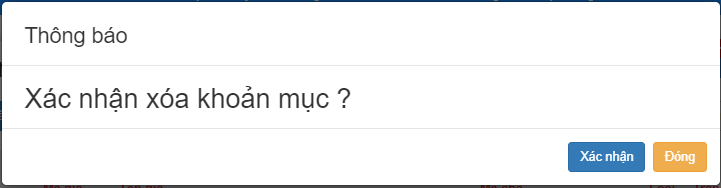 Thông báo
Xác nhận xóa khoản mục ?
Xác nhận
Đóng